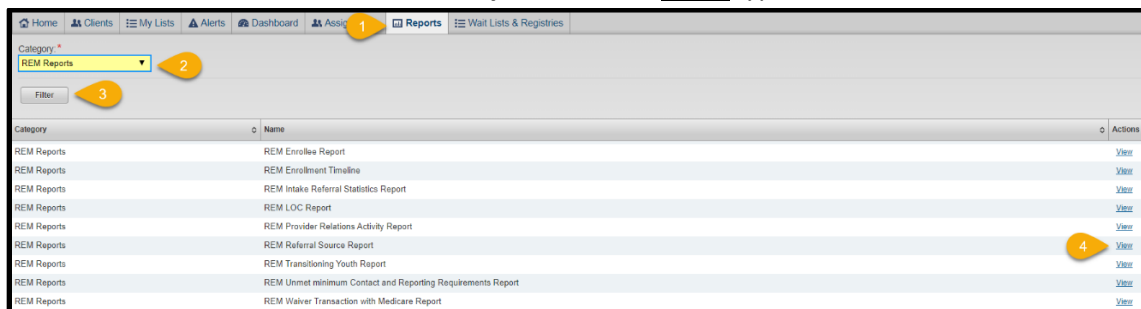 Home Clients My Lists Alerts Dashboard 1 Reports Wait Lists & Registries
Category:*
REM Reports 2
Filter 3
Category Name Actions
REM Reports REM Enrollee Report View
REM Reports REM Enrollment Timeline View
REM Reports REM Intake Referral Statistics Report View
REM Reports REM LOC Report View
REM Reports REM Provider Relations Activity Report View
REM Reports REM Referral Source Report 4 View
REM Reports REM Transitioning Youth Report View
REM Reports REM Unmet minimum Contact and Reporting Requirements Report View
REM Reports REM Waiver Transaction with Medicare Report View